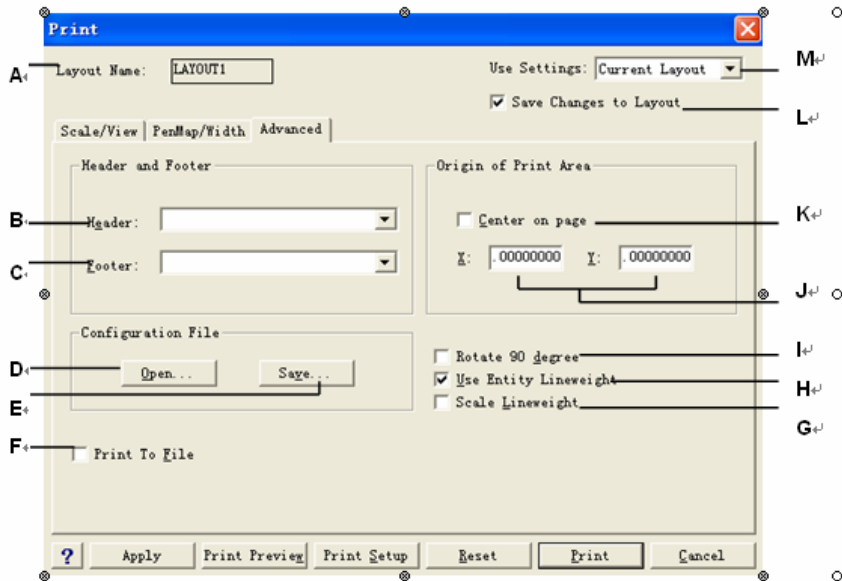 Print
A Layout Name: LAYOUT1 Use Settings: Current Layout M
Save Changes to Layout L
Scale/View PenMap/Width Advanced
Header and Footer Origin of Print Area
B Header: Center on page K
C Footer: X: .00000000 Y: .00000000 J
Configuration File
D Open... Save... Rotate 90 degree I
E Use Entity Lineweight H
Scale Lineweight G
F Print To File
? Apply Print Preview Print Setup Reset Print Cancel